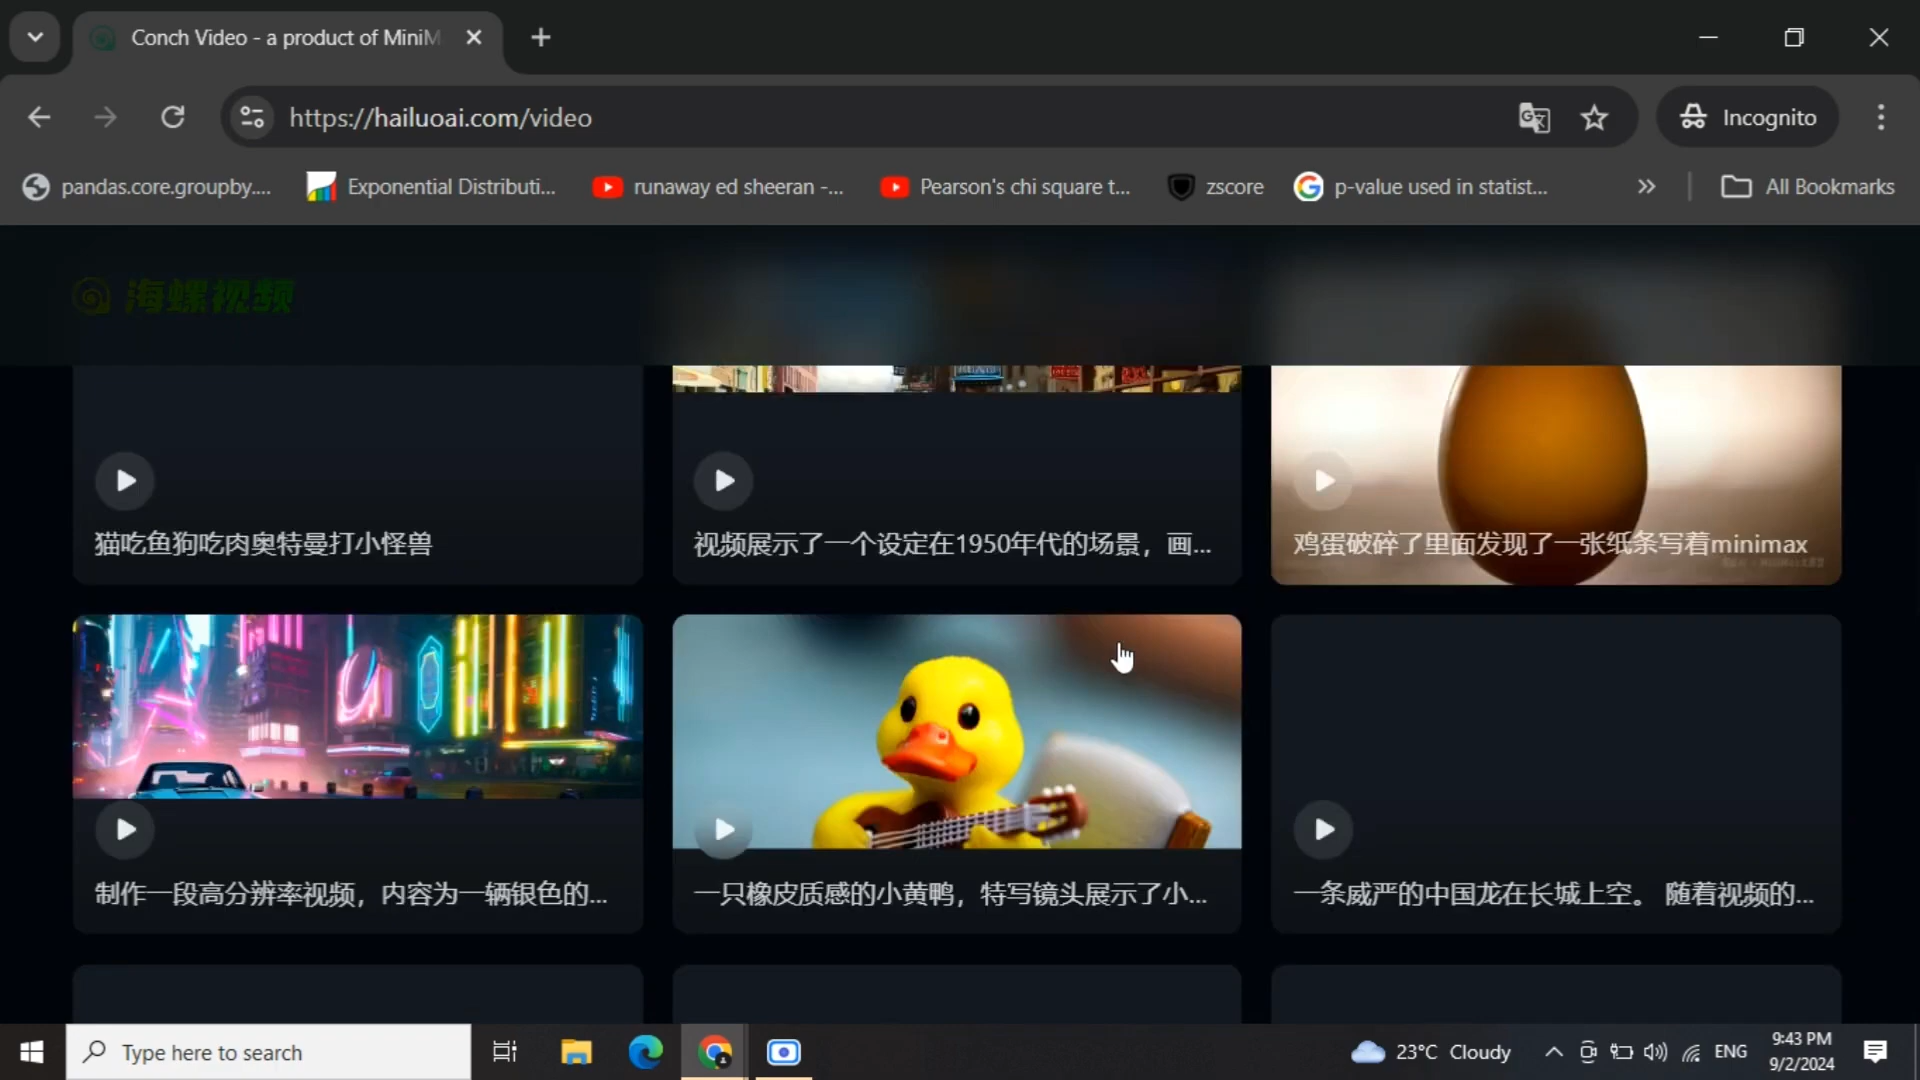 Conch Video - a product of MiniM
https://hailuoai.com/video
Incognito
pandas.core.groupby....
Exponential Distributi...
runaway ed sheeran -...
Pearson's chi square t...
zscore
p-value used in statist...
All Bookmarks
海螺视频
猫吃鱼狗吃肉奥特曼打小怪兽
视频展示了一个设定在1950年代的场景，画...
鸡蛋破碎了里面发现了一张纸条写着minimax
制作一段高分辨率视频，内容为一辆银色的...
一只橡皮质感的小黄鸭，特写镜头展示了小...
一条威严的中国龙在长城上空。 随着视频的...
Type here to search
23°C Cloudy
ENG
9:43 PM
9/2/2024